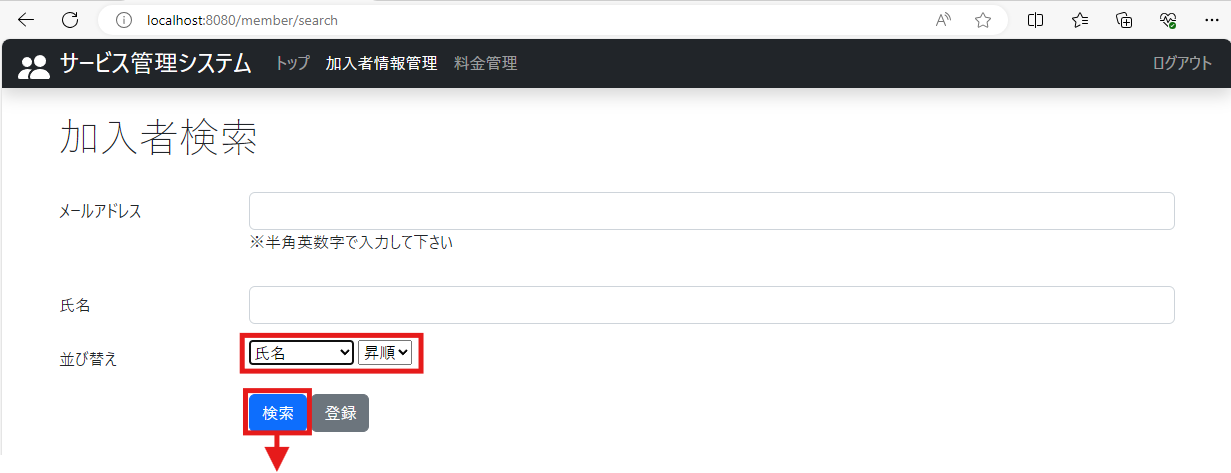 localhost:8080/member/search
サービス管理システム トップ 加入者情報管理 料金管理 ログアウト
加入者検索
メールアドレス
※半角英数字で入力して下さい
氏名
並び替え 氏名 昇順
検索 登録